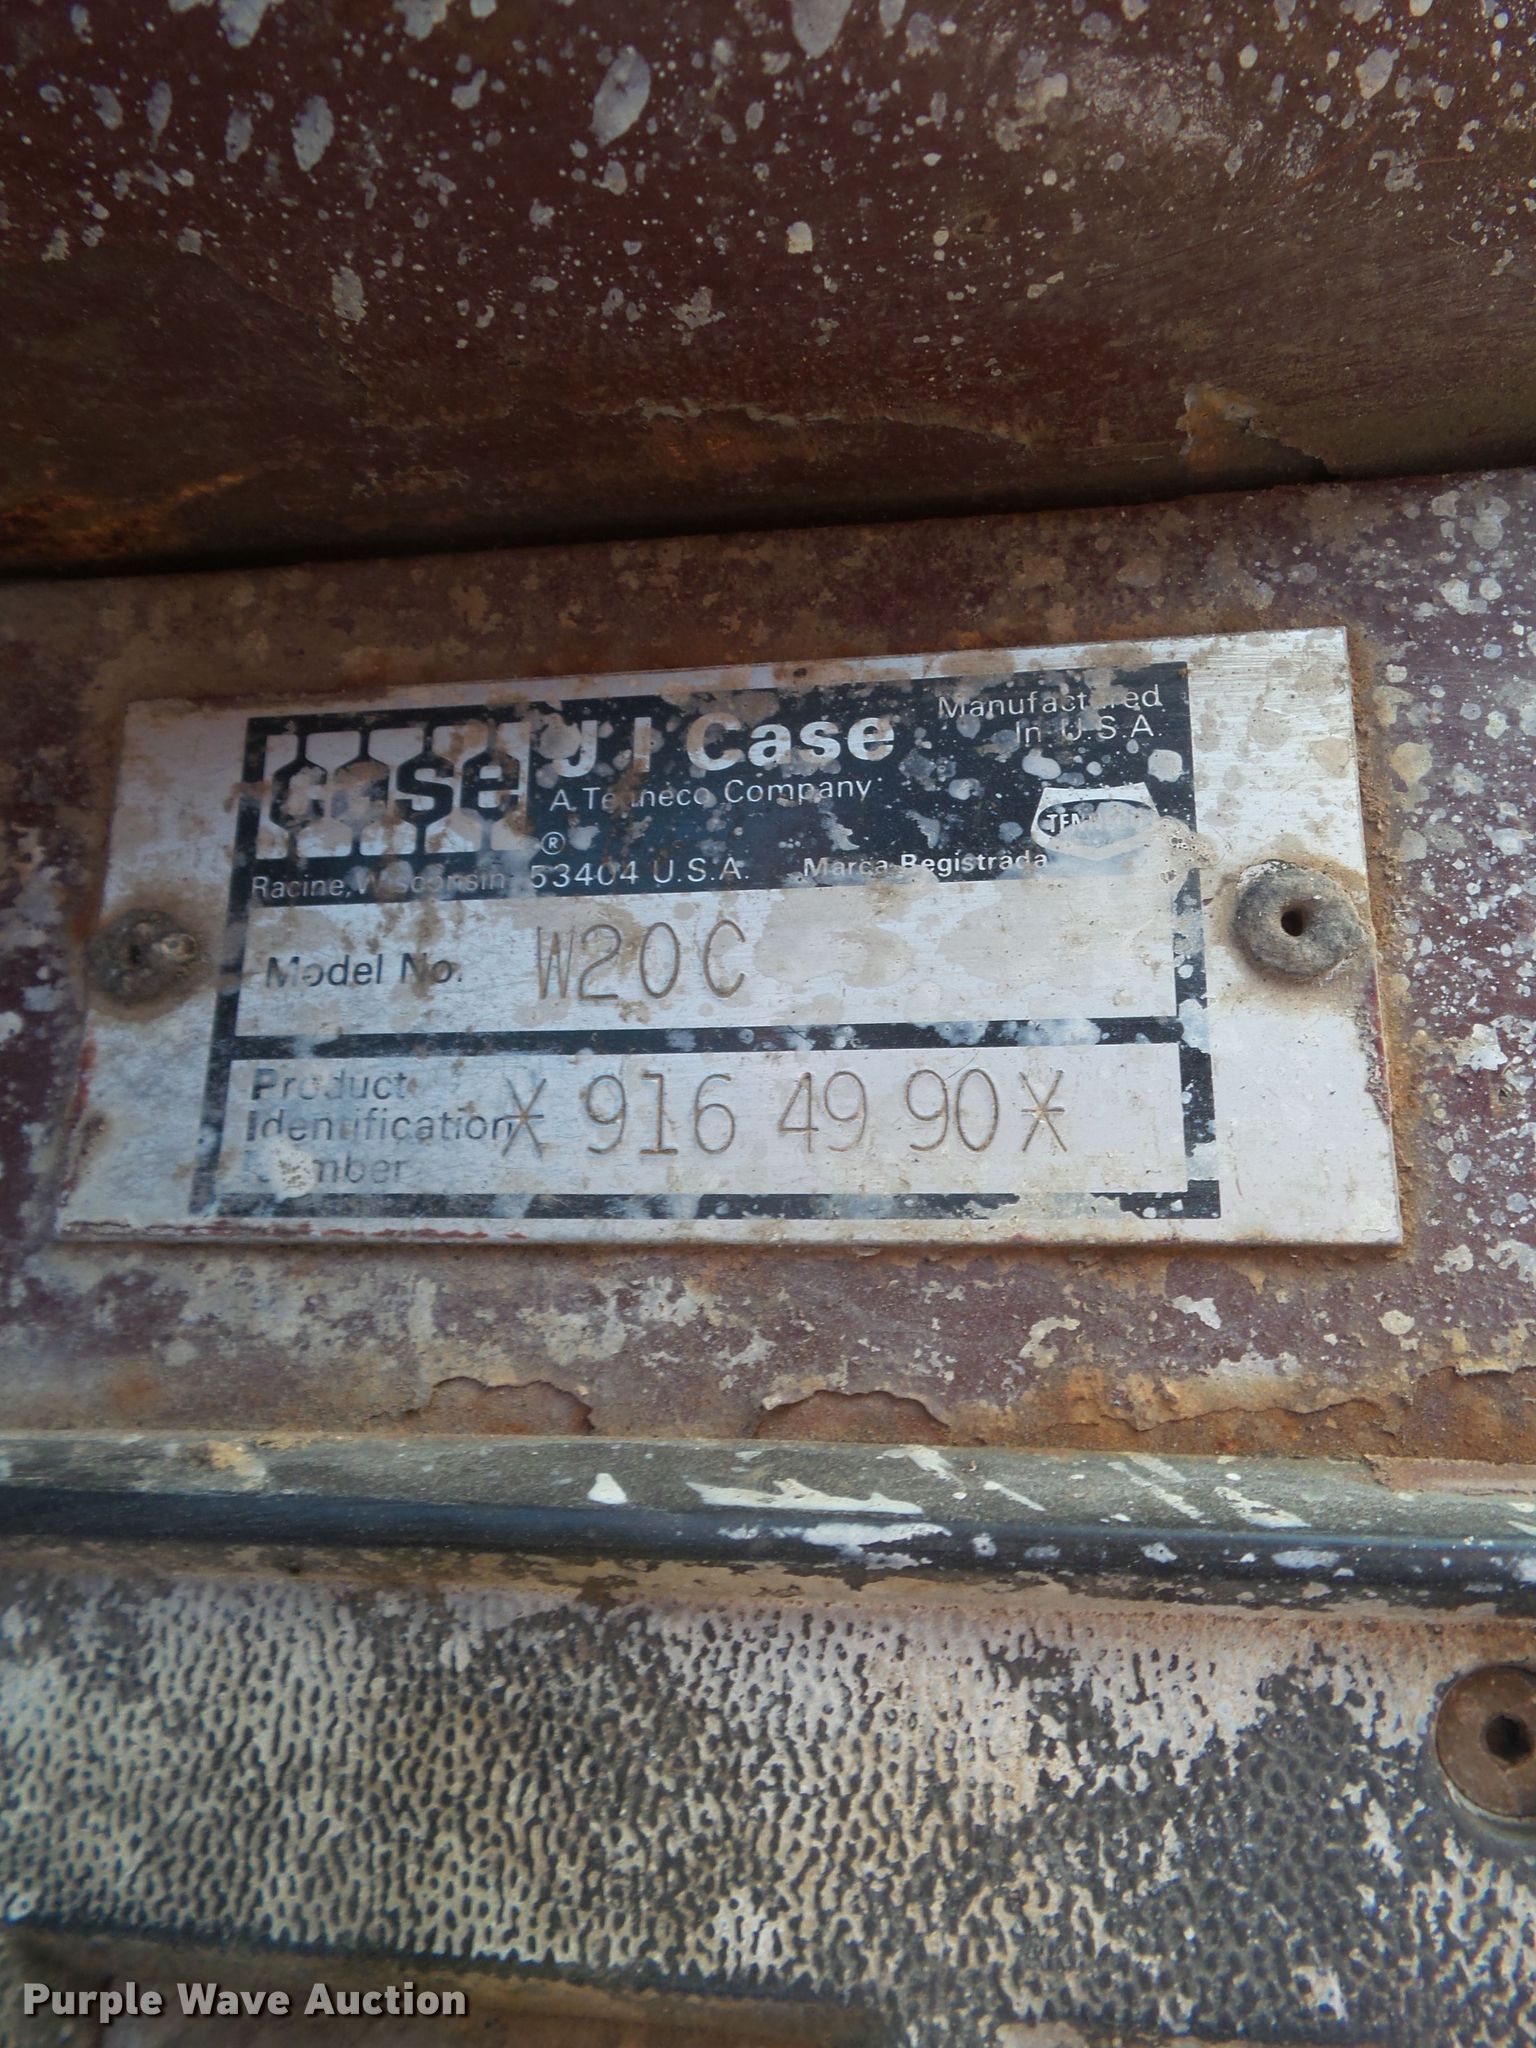 case
J I Case
Manufactured
In U.S.A.
A Tenneco Company
®
Racine, Wisconsin 53404 U.S.A.
Marca Registrada
Model No. W20C
Product
Identification
Number
*916 49 90*
Purple Wave Auction